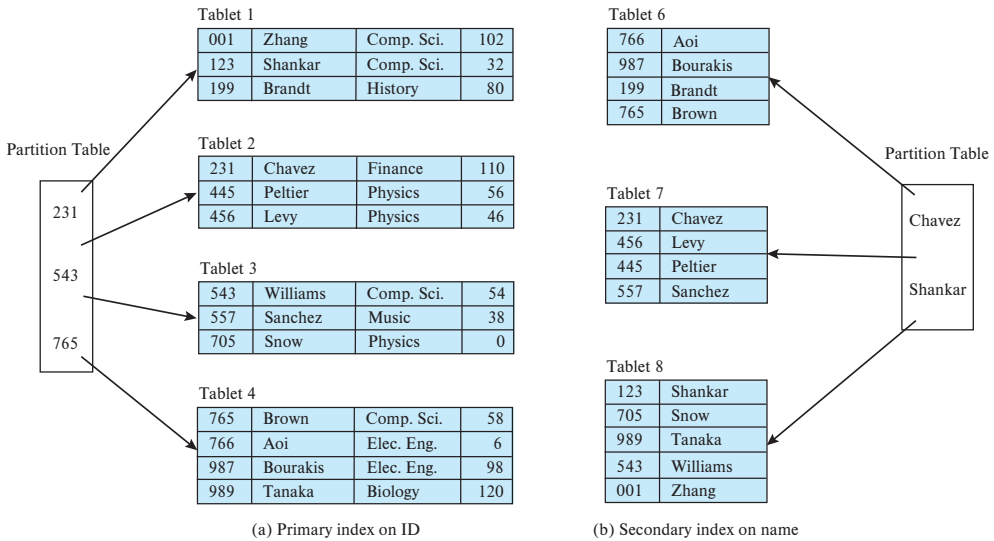 Tablet 1
001 Zhang Comp. Sci. 102
123 Shankar Comp. Sci. 32
199 Brandt History 80
Partition Table
231
543
765
Tablet 2
231 Chavez Finance 110
445 Peltier Physics 56
456 Levy Physics 46
Tablet 3
543 Williams Comp. Sci. 54
557 Sanchez Music 38
705 Snow Physics 0
Tablet 4
765 Brown Comp. Sci. 58
766 Aoi Elec. Eng. 6
987 Bourakis Elec. Eng. 98
989 Tanaka Biology 120
(a) Primary index on ID
Tablet 6
766 Aoi
987 Bourakis
199 Brandt
765 Brown
Partition Table
Chavez
Shankar
Tablet 7
231 Chavez
456 Levy
445 Peltier
557 Sanchez
Tablet 8
123 Shankar
705 Snow
989 Tanaka
543 Williams
001 Zhang
(b) Secondary index on name